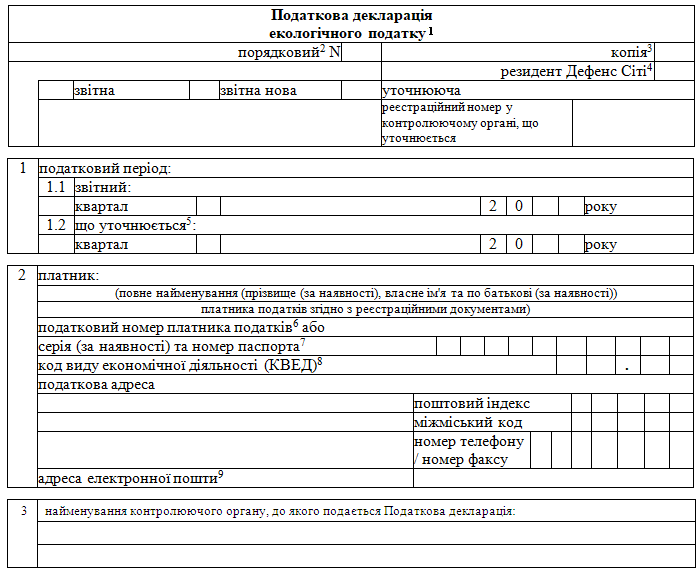 Податкова декларація
екологічного податку¹
порядковий² N
копія³
резидент Дефенс Сіті⁴
звітна
звітна нова
уточнююча
реєстраційний номер у
контролюючому органі, що
уточнюється
1 податковий період:
1.1 звітний:
квартал 2 0 року
1.2 що уточнюється⁵:
квартал 2 0 року
2 платник:
(повне найменування (прізвище (за наявності), власне ім'я та по батькові (за наявності))
платника податків згідно з реєстраційними документами)
податковий номер платника податків⁶ або
серія (за наявності) та номер паспорта⁷
код виду економічної діяльності (КВЕД)⁸ .
податкова адреса
поштовий індекс
міжміський код
номер телефону
/ номер факсу
адреса електронної пошти⁹
3 найменування контролюючого органу, до якого подається Податкова декларація: